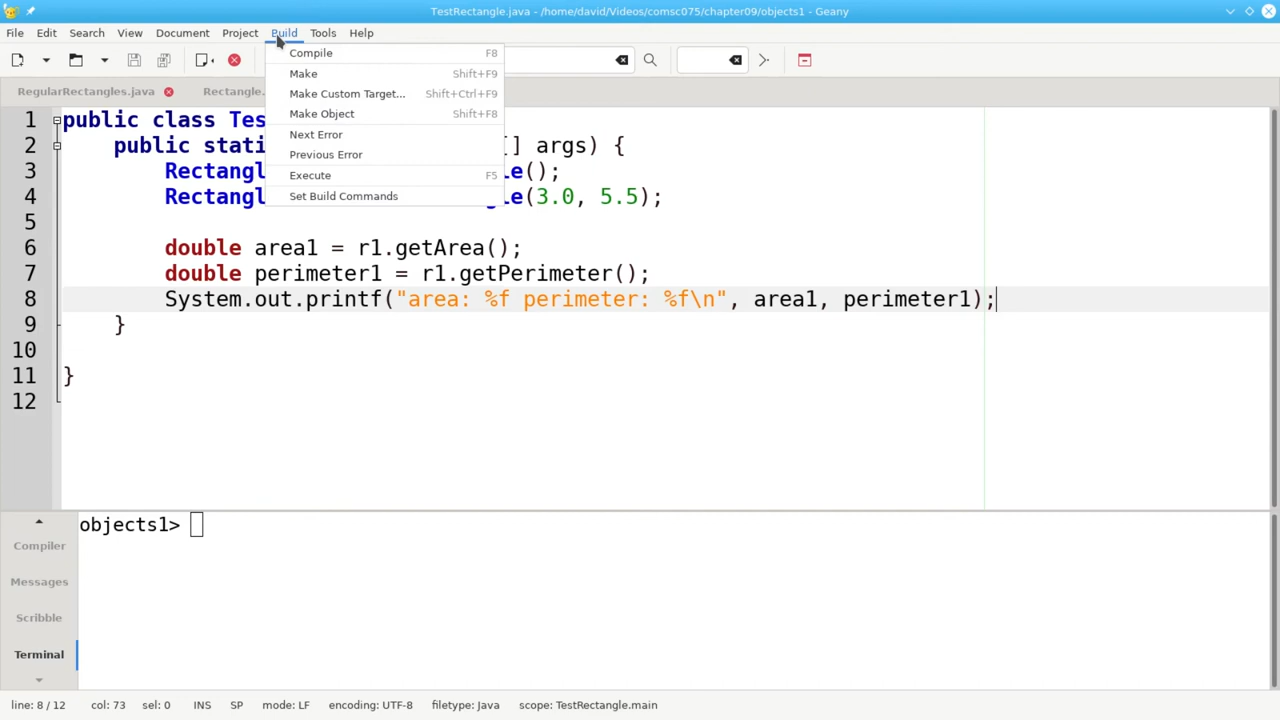 TestRectangle.java - /home/david/Videos/comsc075/chapter09/objects1 - Geany
File Edit Search View Document Project Build Tools Help
Compile F8
Make Shift+F9
Make Custom Target... Shift+Ctrl+F9
Make Object Shift+F8
Next Error
Previous Error
Execute F5
Set Build Commands
RegularRectangles.java Rectangle.
1 public class Tes
2 public stati [] args) {
3 Rectangl le();
4 Rectangl gle(3.0, 5.5);
5
6 double area1 = r1.getArea();
7 double perimeter1 = r1.getPerimeter();
8 System.out.printf("area: %f perimeter: %f\n", area1, perimeter1);
9 }
10
11 }
12
objects1>
Compiler
Messages
Scribble
Terminal
line: 8 / 12 col: 73 sel: 0 INS SP mode: LF encoding: UTF-8 filetype: Java scope: TestRectangle.main